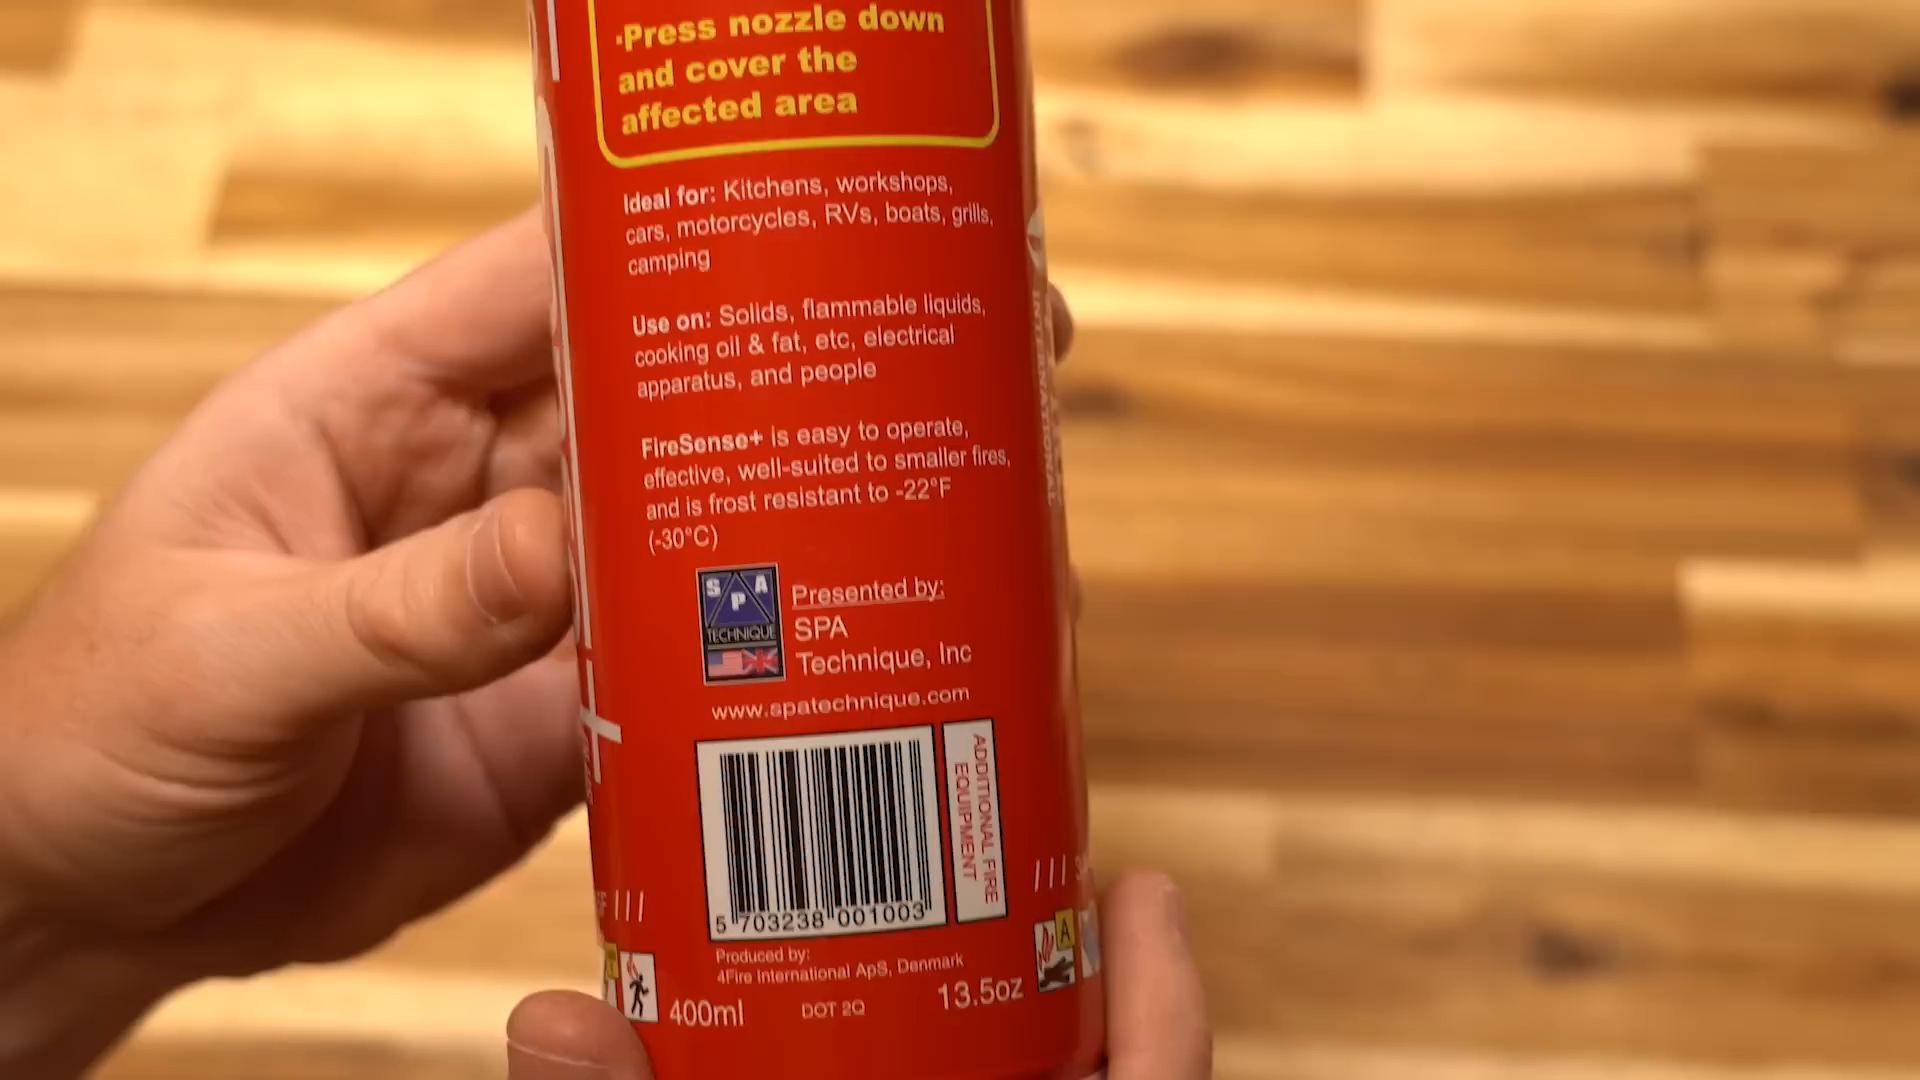 ·Press nozzle down
and cover the
affected area
Ideal for: Kitchens, workshops,
cars, motorcycles, RVs, boats, grills,
camping
Use on: Solids, flammable liquids,
cooking oil & fat, etc, electrical
apparatus, and people
FireSense+ is easy to operate,
effective, well-suited to smaller fires,
and is frost resistant to -22°F
(-30°C)
S P A
TECHNIQUE
Presented by:
SPA
Technique, Inc
www.spatechnique.com
ADDITIONAL FIRE
EQUIPMENT
5 703238 001003
Produced by:
4Fire International ApS, Denmark
400ml DOT 2Q 13.5oz
A
INTERNATIONAL